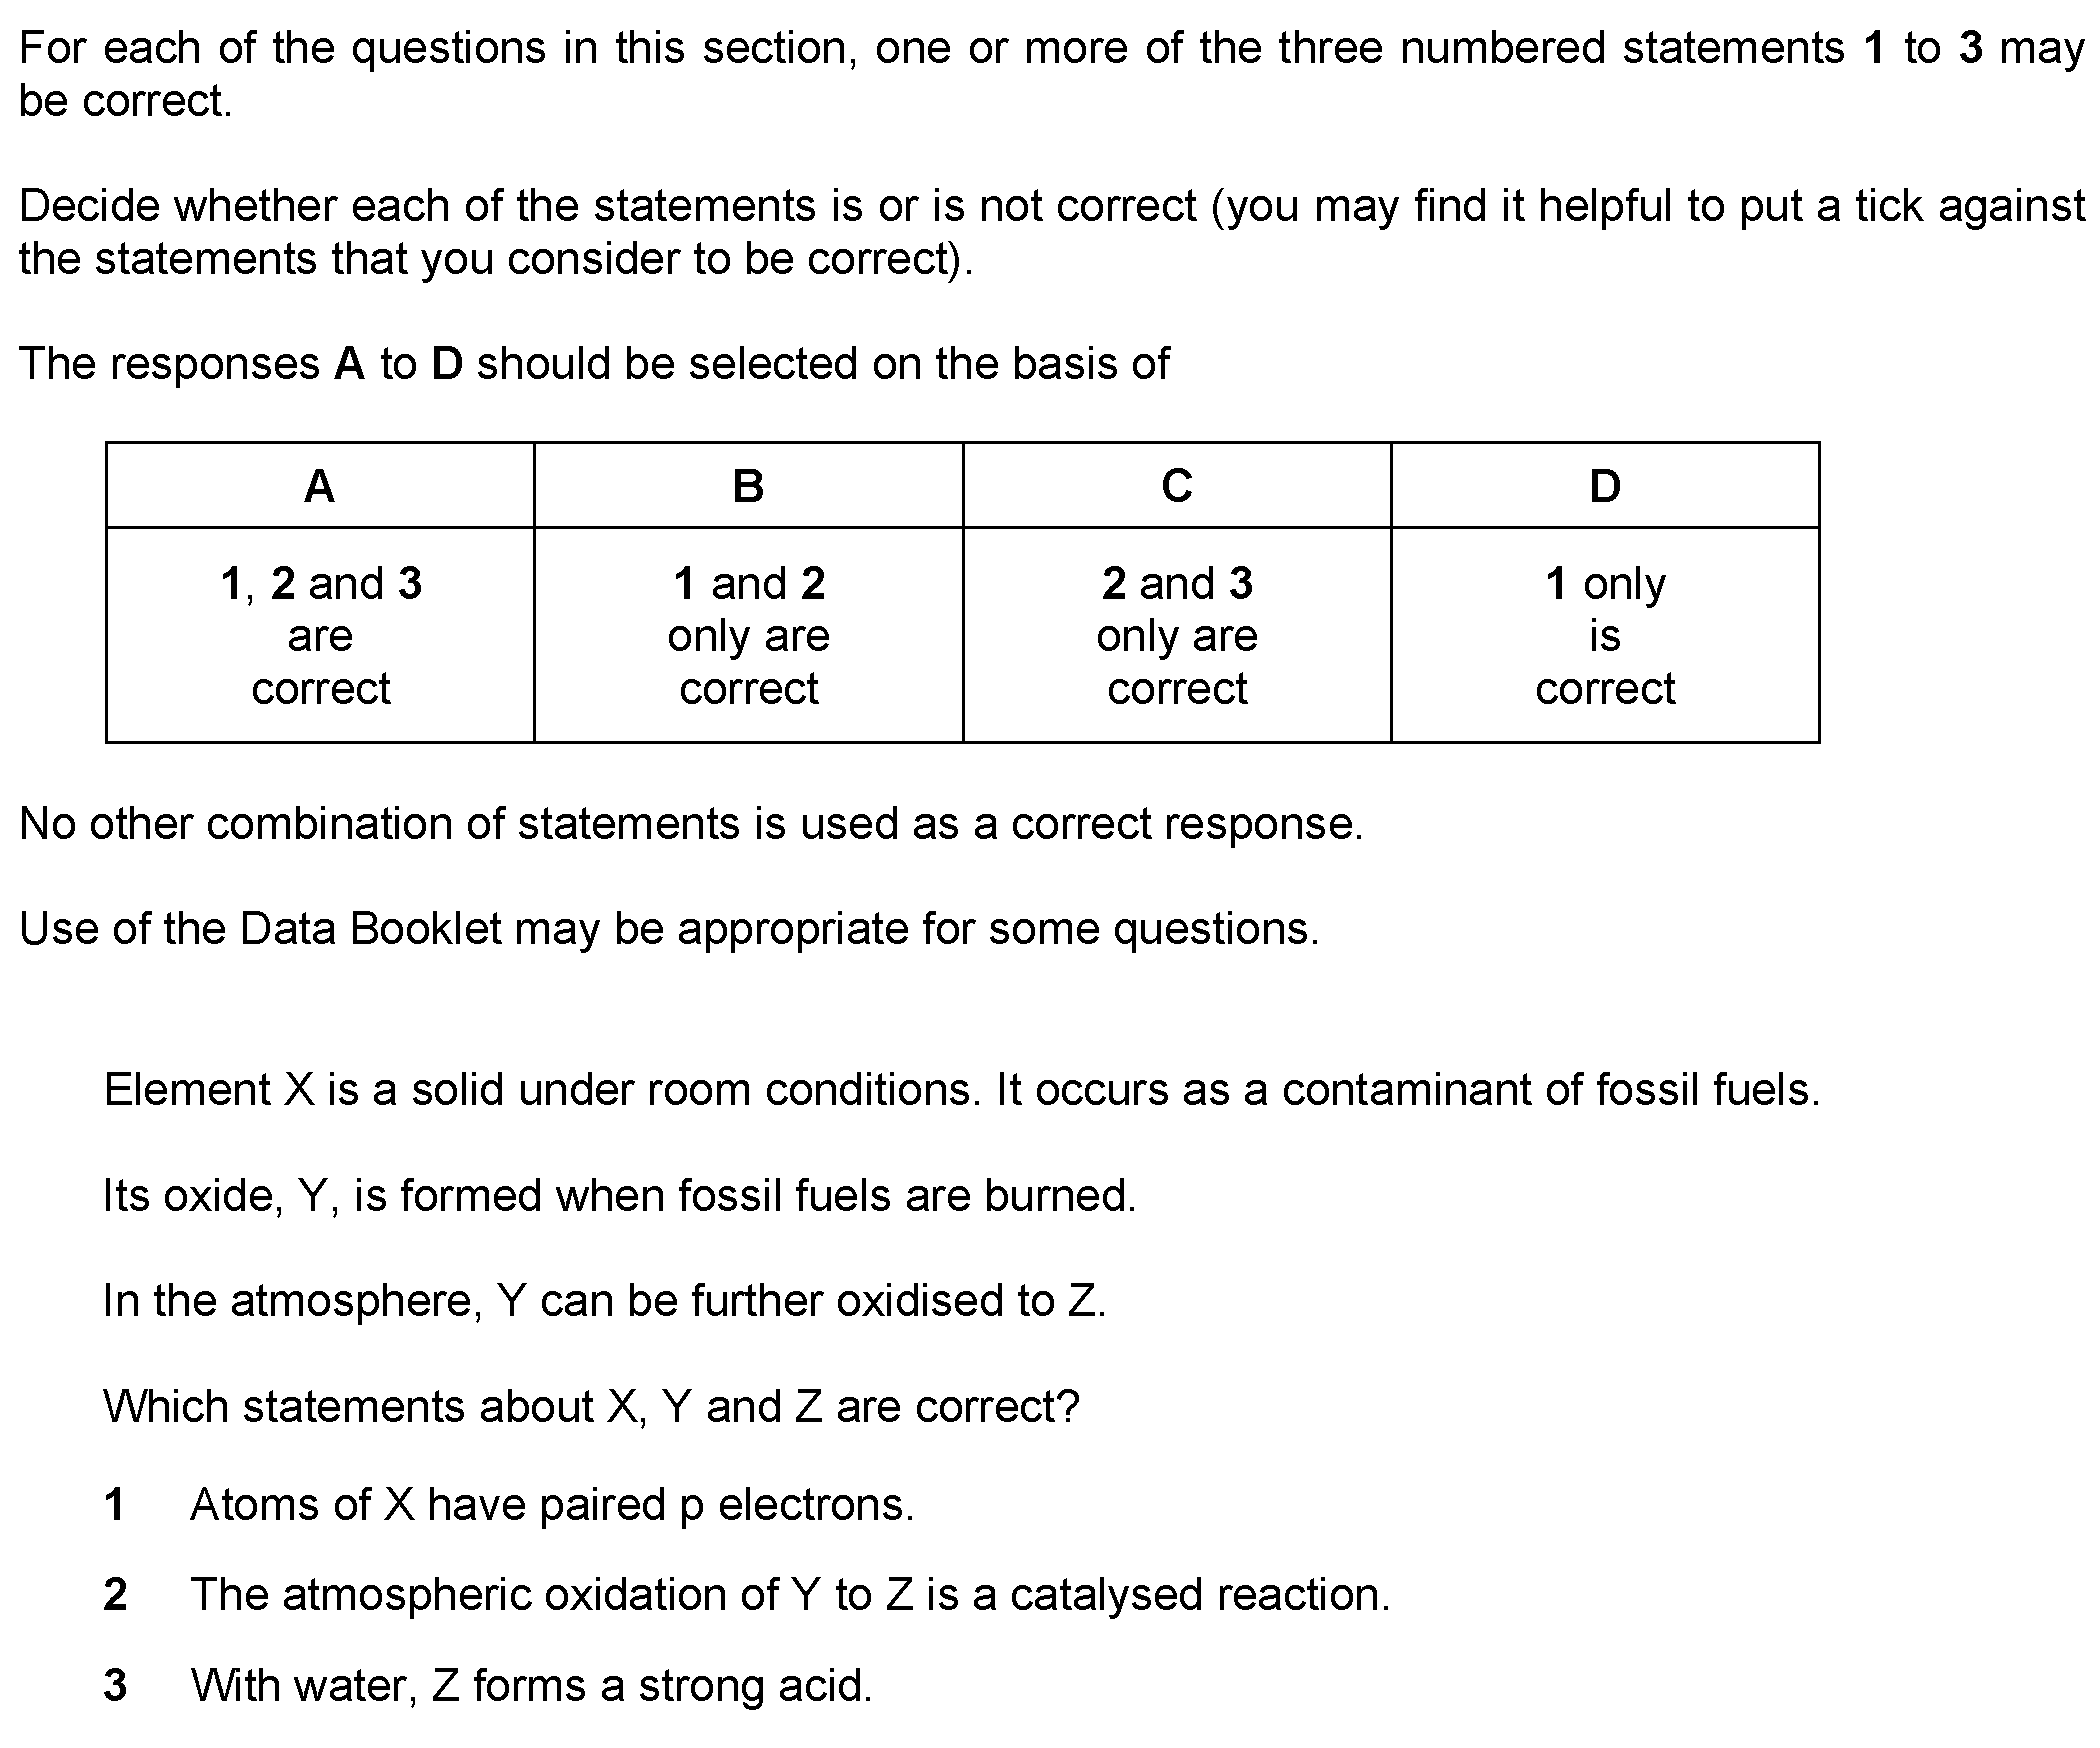 For each of the questions in this section, one or more of the three numbered statements 1 to 3 may
be correct.
Decide whether each of the statements is or is not correct (you may find it helpful to put a tick against
the statements that you consider to be correct).
The responses A to D should be selected on the basis of
A B C D
1, 2 and 3 1 and 2 2 and 3 1 only
are only are only are is
correct correct correct correct
No other combination of statements is used as a correct response.
Use of the Data Booklet may be appropriate for some questions.
Element X is a solid under room conditions. It occurs as a contaminant of fossil fuels.
Its oxide, Y, is formed when fossil fuels are burned.
In the atmosphere, Y can be further oxidised to Z.
Which statements about X, Y and Z are correct?
1 Atoms of X have paired p electrons.
2 The atmospheric oxidation of Y to Z is a catalysed reaction.
3 With water, Z forms a strong acid.